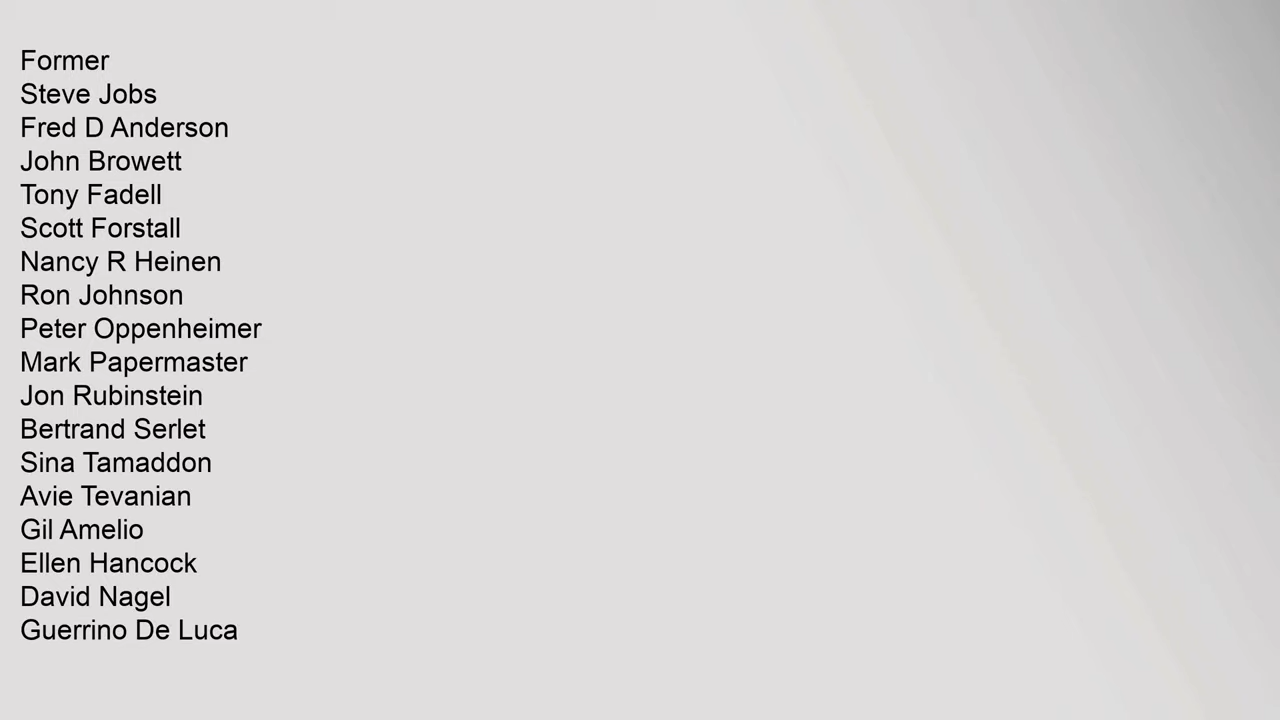 Former
Steve Jobs
Fred D Anderson
John Browett
Tony Fadell
Scott Forstall
Nancy R Heinen
Ron Johnson
Peter Oppenheimer
Mark Papermaster
Jon Rubinstein
Bertrand Serlet
Sina Tamaddon
Avie Tevanian
Gil Amelio
Ellen Hancock
David Nagel
Guerrino De Luca